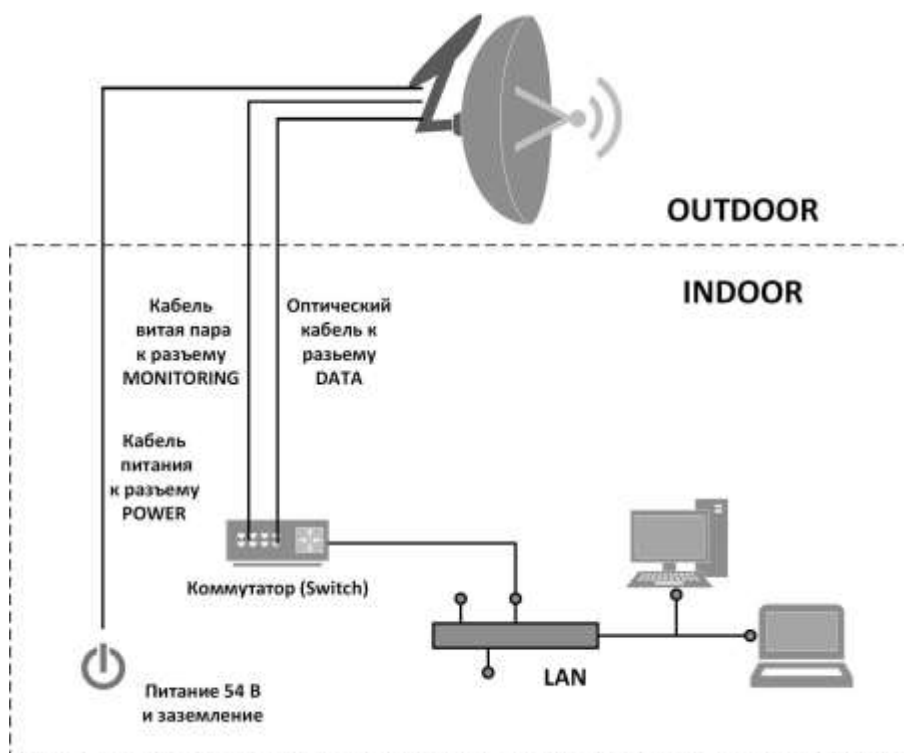 OUTDOOR
INDOOR
Кабель
витая пара
к разъему
MONITORING
Оптический
кабель к
разьему
DATA
Кабель
питания
к разъему
POWER
Коммутатор (Switch)
LAN
Питание 54 В
и заземление